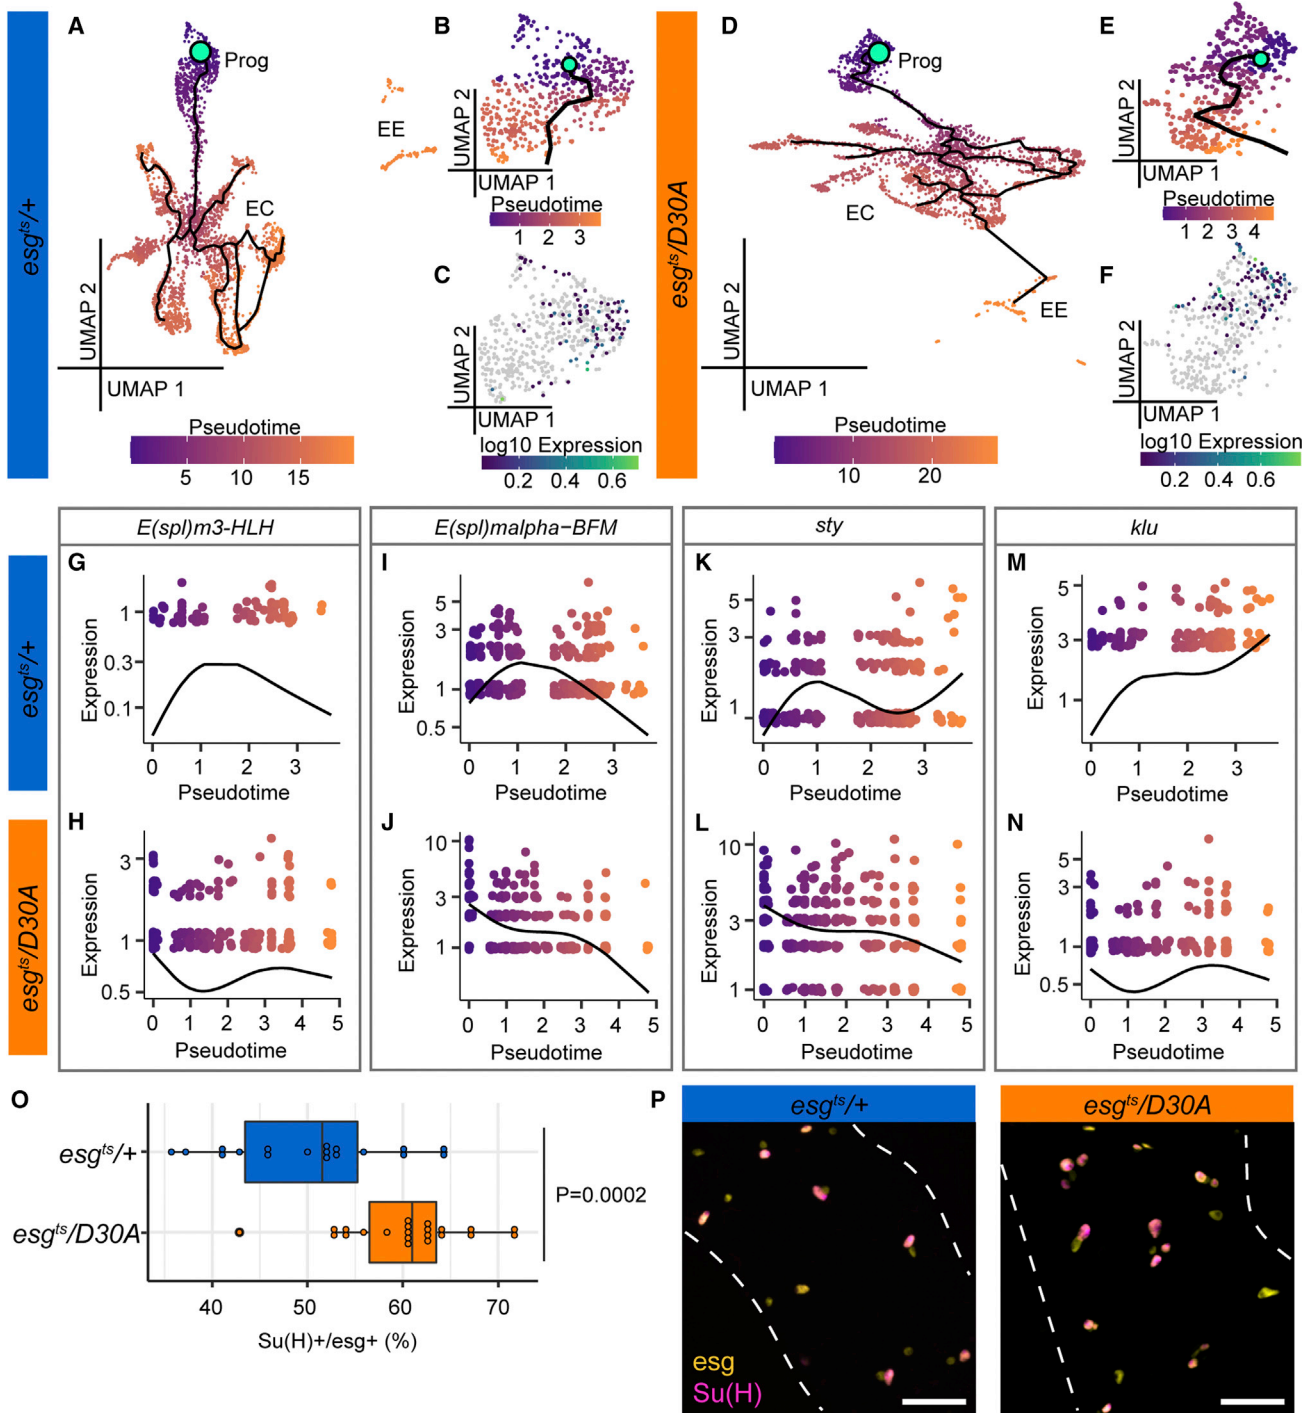 esgts/+
A
Prog
EE
EC
UMAP 2
UMAP 1
Pseudotime
5 10 15
B
UMAP 2
UMAP 1
Pseudotime
1 2 3
C
UMAP 2
UMAP 1
log10 Expression
0.2 0.4 0.6
esgts/D30A
D
Prog
EC
EE
UMAP 2
UMAP 1
Pseudotime
10 20
E
UMAP 2
UMAP 1
Pseudotime
1 2 3 4
F
UMAP 2
UMAP 1
log10 Expression
0.2 0.4 0.6
E(spl)m3-HLH
E(spl)malpha−BFM
sty
klu
esgts/+
G
Expression
1
0.3
0.1
0 1 2 3
Pseudotime
I
Expression
5
3
1
0.5
0 1 2 3
Pseudotime
K
Expression
5
3
1
0 1 2 3
Pseudotime
M
Expression
5
3
1
0 1 2 3
Pseudotime
esgts/D30A
H
Expression
3
1
0.5
0 1 2 3 4 5
Pseudotime
J
Expression
10
3
1
0 1 2 3 4 5
Pseudotime
L
Expression
10
3
1
0 1 2 3 4 5
Pseudotime
N
Expression
5
3
1
0.5
0 1 2 3 4 5
Pseudotime
O
esgts/+
esgts/D30A
P=0.0002
40 50 60 70
Su(H)+/esg+ (%)
P
esgts/+
esgts/D30A
esg
Su(H)